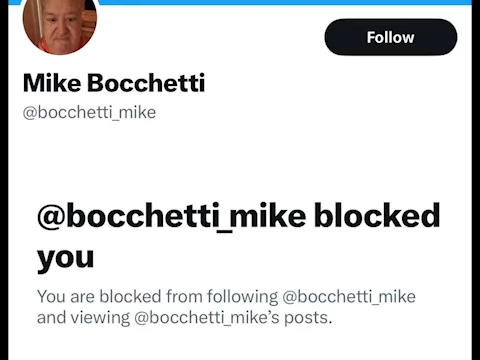 Follow
Mike Bocchetti
@bocchetti_mike
@bocchetti_mike blocked
you
You are blocked from following @bocchetti_mike
and viewing @bocchetti_mike’s posts.